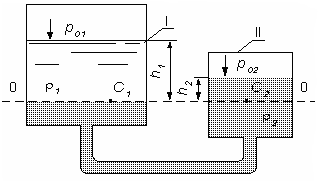 I
II
p₀₁
p₀₂
h₁
h₂
ρ₁
C₁
0
0
C₂
ρ₂